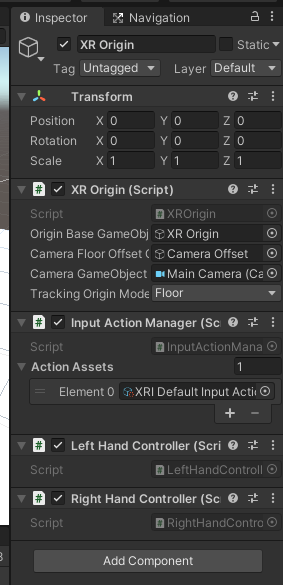 Inspector Navigation
XR Origin Static
Tag Untagged Layer Default
Transform
Position X 0 Y 0 Z 0
Rotation X 0 Y 0 Z 0
Scale X 1 Y 1 Z 1
# XR Origin (Script)
Script XROrigin
Origin Base GameObj XR Origin
Camera Floor Offset Camera Offset
Camera GameObject Main Camera (Ca
Tracking Origin Mode Floor
# Input Action Manager (Sc
Script InputActionMana
Action Assets 1
Element 0 XRI Default Input Actic
+ −
# Left Hand Controller (Scri
Script LeftHandControll
# Right Hand Controller (Sc
Script RightHandContro
Add Component